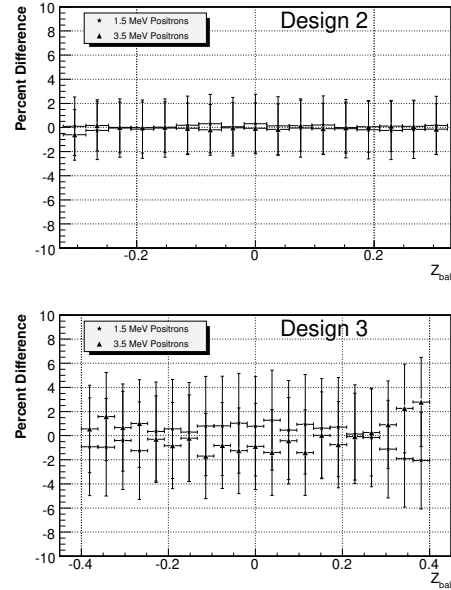 Design 2
1.5 MeV Positrons
3.5 MeV Positrons
Percent Difference
10
8
6
4
2
0
-2
-4
-6
-8
-10
-0.2 0 0.2
Z_bal
Design 3
1.5 MeV Positrons
3.5 MeV Positrons
Percent Difference
10
8
6
4
2
0
-2
-4
-6
-8
-10
-0.4 -0.2 0 0.2 0.4
Z_bal